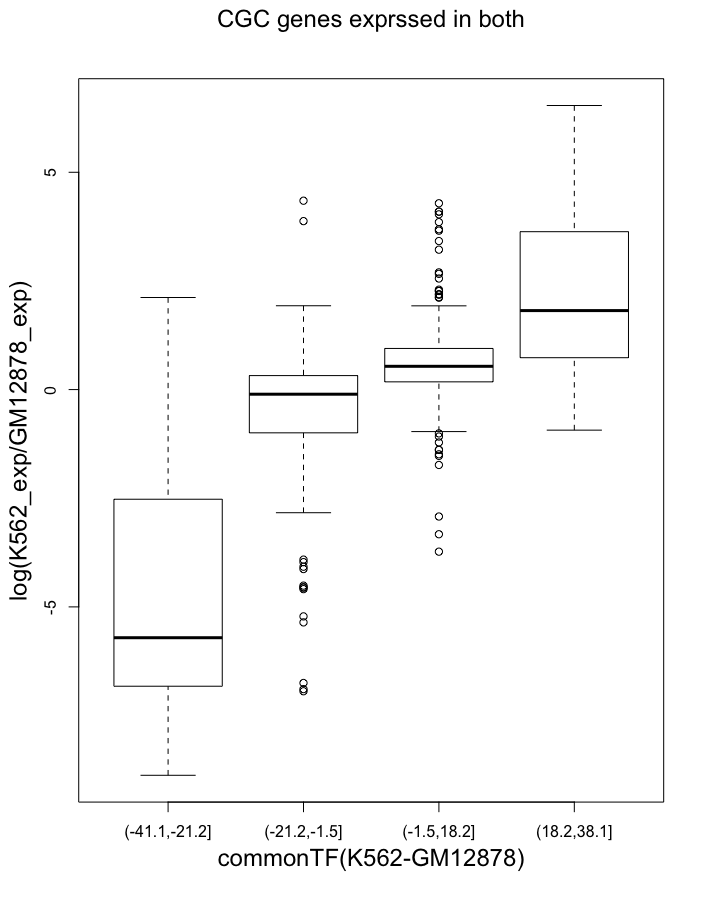 CGC genes exprssed in both
log(K562_exp/GM12878_exp)
5
0
-5
(-41.1,-21.2]
(-21.2,-1.5]
(-1.5,18.2]
(18.2,38.1]
commonTF(K562-GM12878)